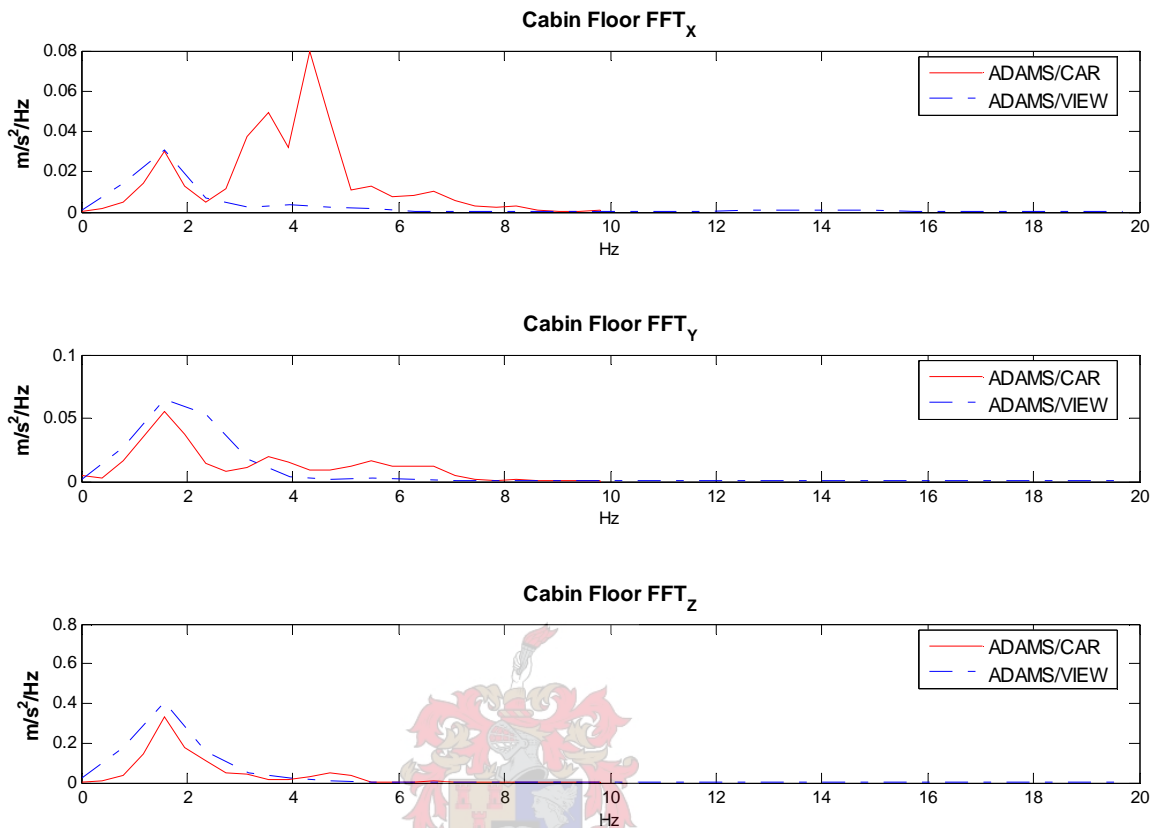 Cabin Floor FFT_X
0.08
0.06
0.04
0.02
0
m/s²/Hz
ADAMS/CAR
ADAMS/VIEW
0 2 4 6 8 10 12 14 16 18 20
Hz
Cabin Floor FFT_Y
0.1
0.05
0
m/s²/Hz
ADAMS/CAR
ADAMS/VIEW
0 2 4 6 8 10 12 14 16 18 20
Hz
Cabin Floor FFT_Z
0.8
0.6
0.4
0.2
0
m/s²/Hz
ADAMS/CAR
ADAMS/VIEW
0 2 4 6 8 10 12 14 16 18 20
Hz